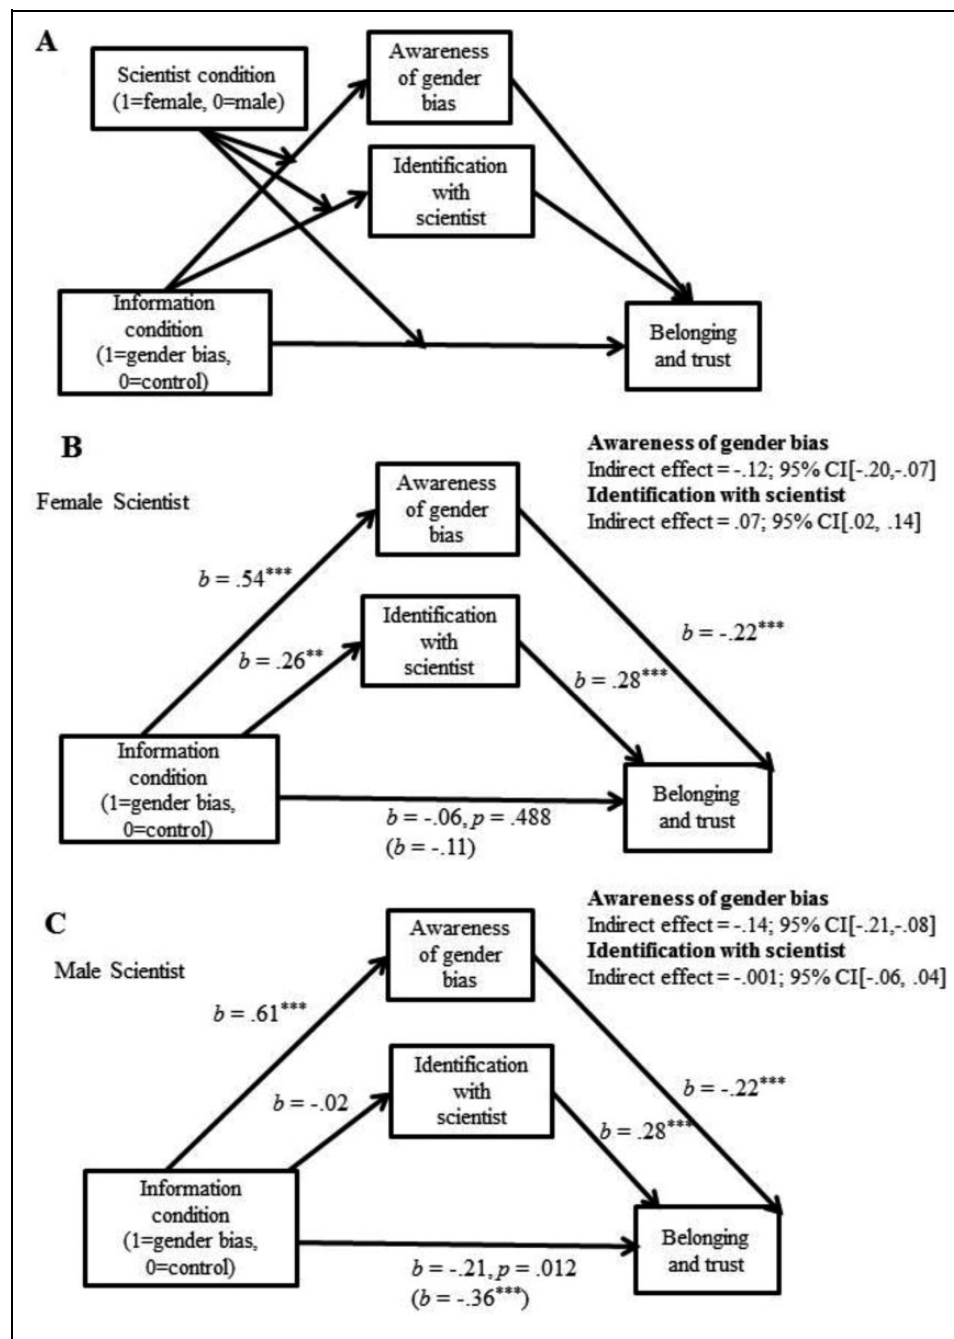 A
Scientist condition
(1=female, 0=male)
Awareness
of gender
bias
Identification
with
scientist
Information
condition
(1=gender bias,
0=control)
Belonging
and trust
B
Female Scientist
Awareness of gender bias
Indirect effect = -.12; 95% CI[-.20,-.07]
Identification with scientist
Indirect effect = .07; 95% CI[.02, .14]
Awareness
of gender
bias
b = .54***
Identification
with
scientist
b = .26**
b = -.22***
b = .28***
Information
condition
(1=gender bias,
0=control)
Belonging
and trust
b = -.06, p = .488
(b = -.11)
C
Male Scientist
Awareness of gender bias
Indirect effect = -.14; 95% CI[-.21,-.08]
Identification with scientist
Indirect effect = -.001; 95% CI[-.06, .04]
Awareness
of gender
bias
b = .61***
Identification
with
scientist
b = -.02
b = -.22***
b = .28***
Information
condition
(1=gender bias,
0=control)
Belonging
and trust
b = -.21, p = .012
(b = -.36***)